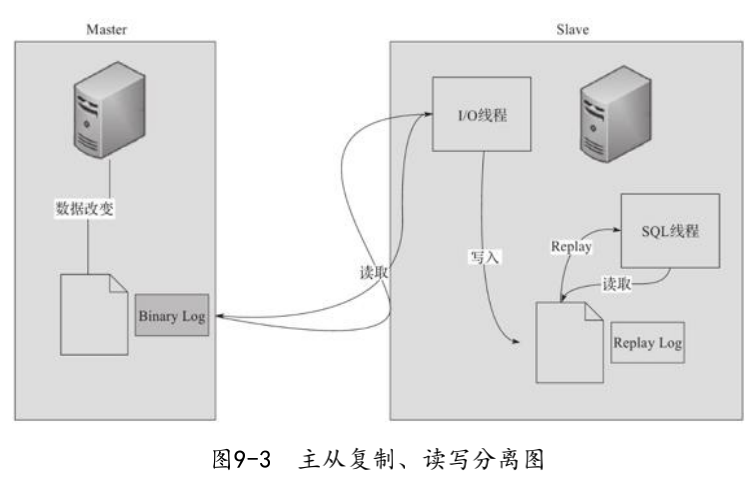 Master
Slave
I/O线程
数据改变
SQL线程
Replay
写入
读取
读取
Binary Log
Replay Log
图9-3 主从复制、读写分离图